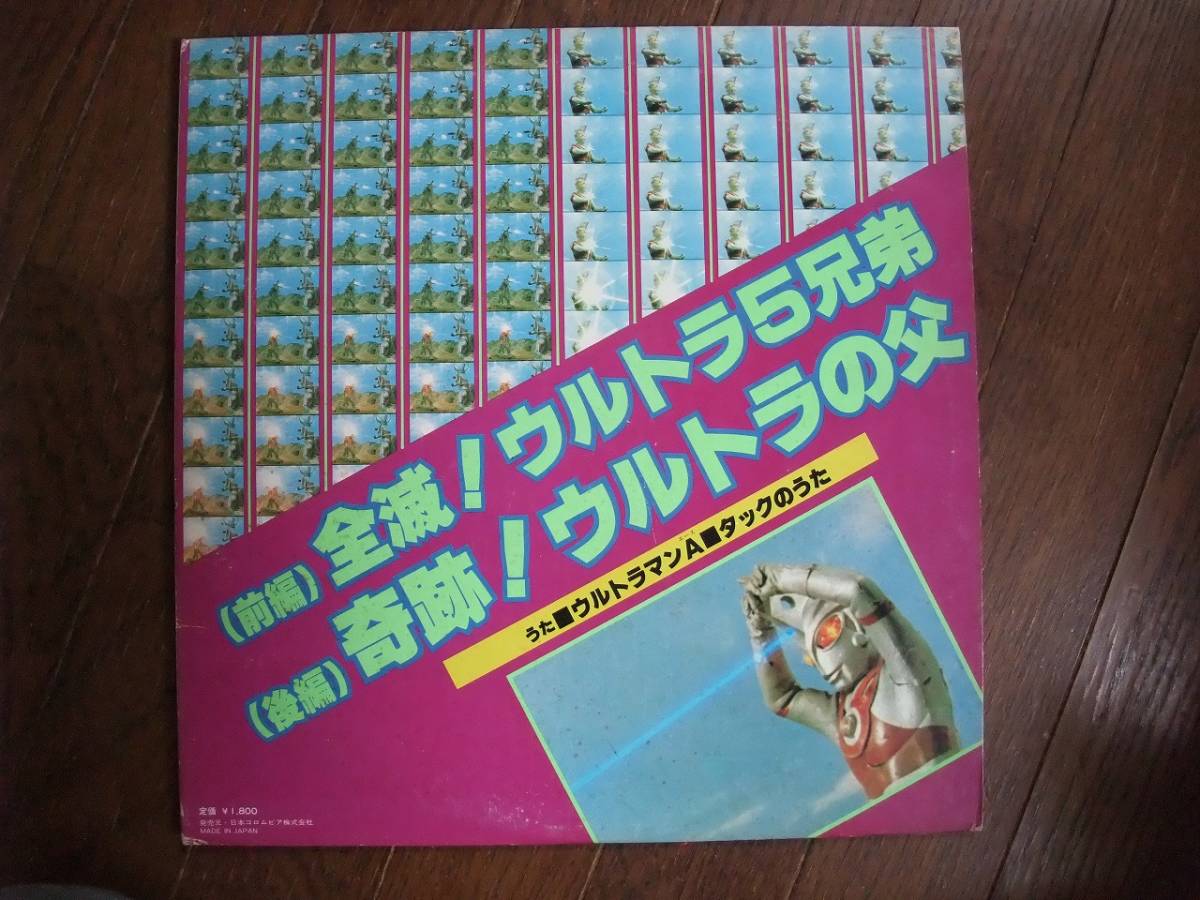 (前編) 全滅!ウルトラ5兄弟
(後編) 奇跡!ウルトラの父
うた■ウルトラマンA■タックのうた
定価 ¥1,800
発売元・日本コロムビア株式会社
MADE IN JAPAN